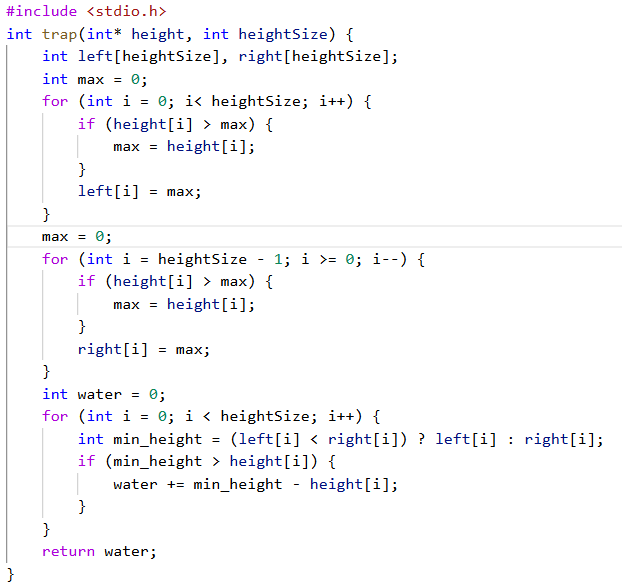 #include <stdio.h>
int trap(int* height, int heightSize) {
    int left[heightSize], right[heightSize];
    int max = 0;
    for (int i = 0; i< heightSize; i++) {
        if (height[i] > max) {
            max = height[i];
        }
        left[i] = max;
    }
    max = 0;
    for (int i = heightSize - 1; i >= 0; i--) {
        if (height[i] > max) {
            max = height[i];
        }
        right[i] = max;
    }
    int water = 0;
    for (int i = 0; i < heightSize; i++) {
        int min_height = (left[i] < right[i]) ? left[i] : right[i];
        if (min_height > height[i]) {
            water += min_height - height[i];
        }
    }
    return water;
}